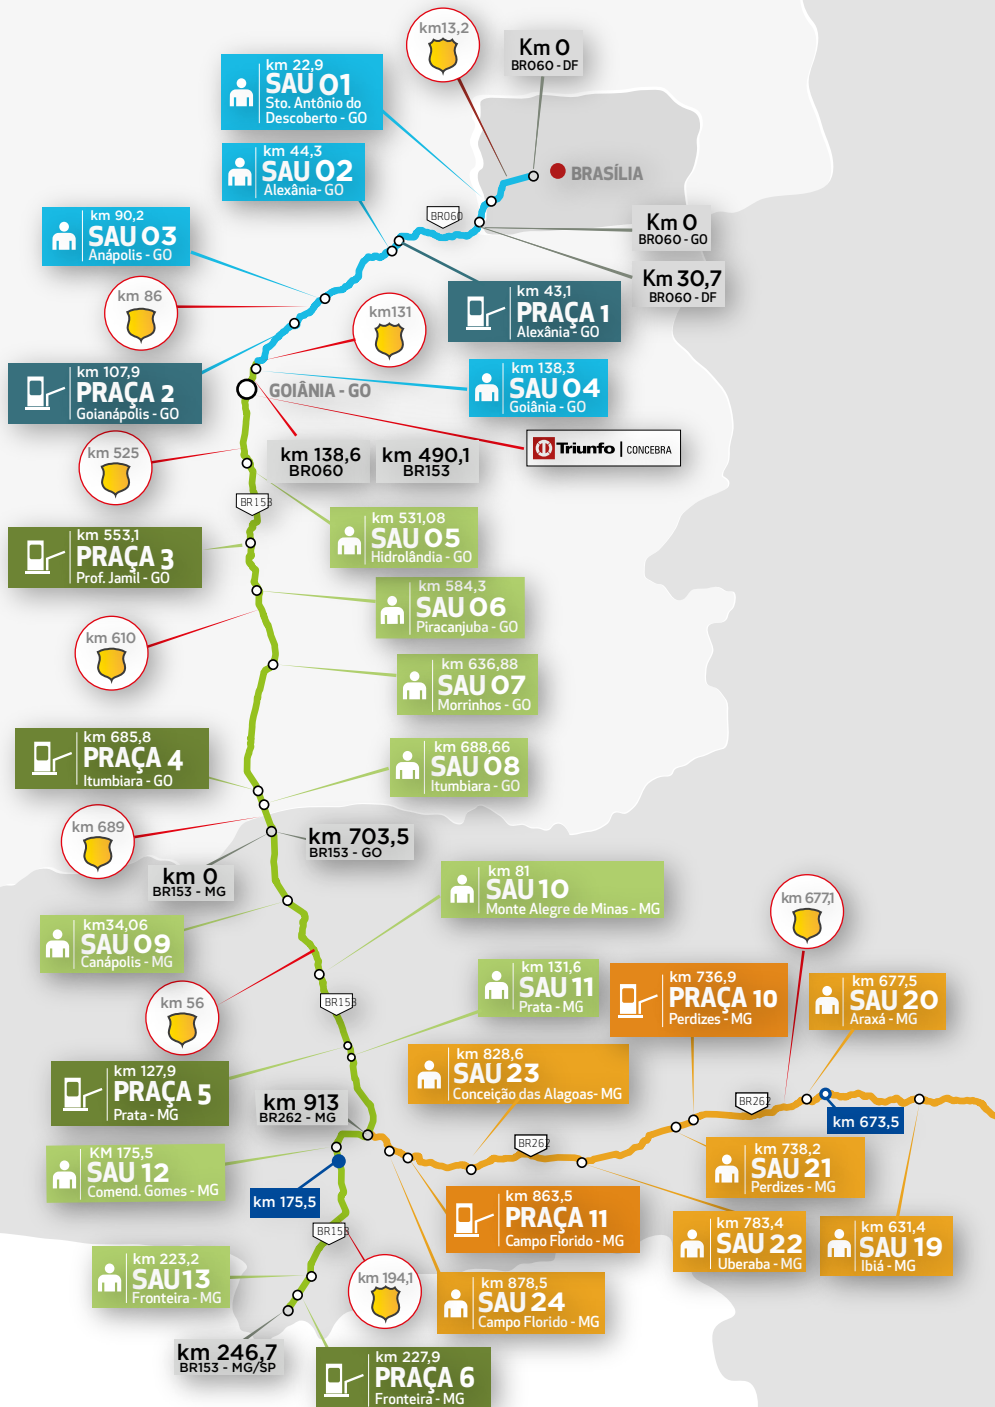 km13,2
Km 0
BR060 - DF
km 22,9
SAU 01
Sto. Antônio do
Descoberto - GO
km 44,3
SAU 02
Alexânia- GO
BRASÍLIA
km 90,2
SAU 03
Anápolis - GO
BR060
Km 0
BR060 - GO
Km 30,7
BR060 - DF
km 86
km131
km 43,1
PRAÇA 1
Alexânia - GO
km 107,9
PRAÇA 2
Goianápolis - GO
GOIÂNIA - GO
km 138,3
SAU 04
Goiânia - GO
km 525
km 138,6
BR060
km 490,1
BR153
Triunfo | CONCEBRA
BR153
km 531,08
SAU 05
Hidrolândia - GO
km 553,1
PRAÇA 3
Prof. Jamil - GO
km 584,3
SAU 06
Piracanjuba - GO
km 610
km 636,88
SAU 07
Morrinhos - GO
km 685,8
PRAÇA 4
Itumbiara - GO
km 688,66
SAU 08
Itumbiara - GO
km 689
km 703,5
BR153 - GO
km 0
BR153 - MG
km 81
SAU 10
Monte Alegre de Minas - MG
km 677,1
km34,06
SAU 09
Canápolis - MG
km 131,6
SAU 11
Prata - MG
km 736,9
PRAÇA 10
Perdizes - MG
km 677,5
SAU 20
Araxá - MG
km 56
BR153
km 127,9
PRAÇA 5
Prata - MG
km 828,6
SAU 23
Conceição das Alagoas- MG
km 913
BR262 - MG
BR262
km 673,5
BR262
KM 175,5
SAU 12
Comend. Gomes - MG
km 738,2
SAU 21
Perdizes - MG
km 175,5
km 863,5
PRAÇA 11
Campo Florido - MG
km 783,4
SAU 22
Uberaba - MG
km 631,4
SAU 19
Ibiá - MG
BR153
km 223,2
SAU13
Fronteira - MG
km 194,1
km 878,5
SAU 24
Campo Florido - MG
km 246,7
BR153 - MG/SP
km 227,9
PRAÇA 6
Fronteira - MG